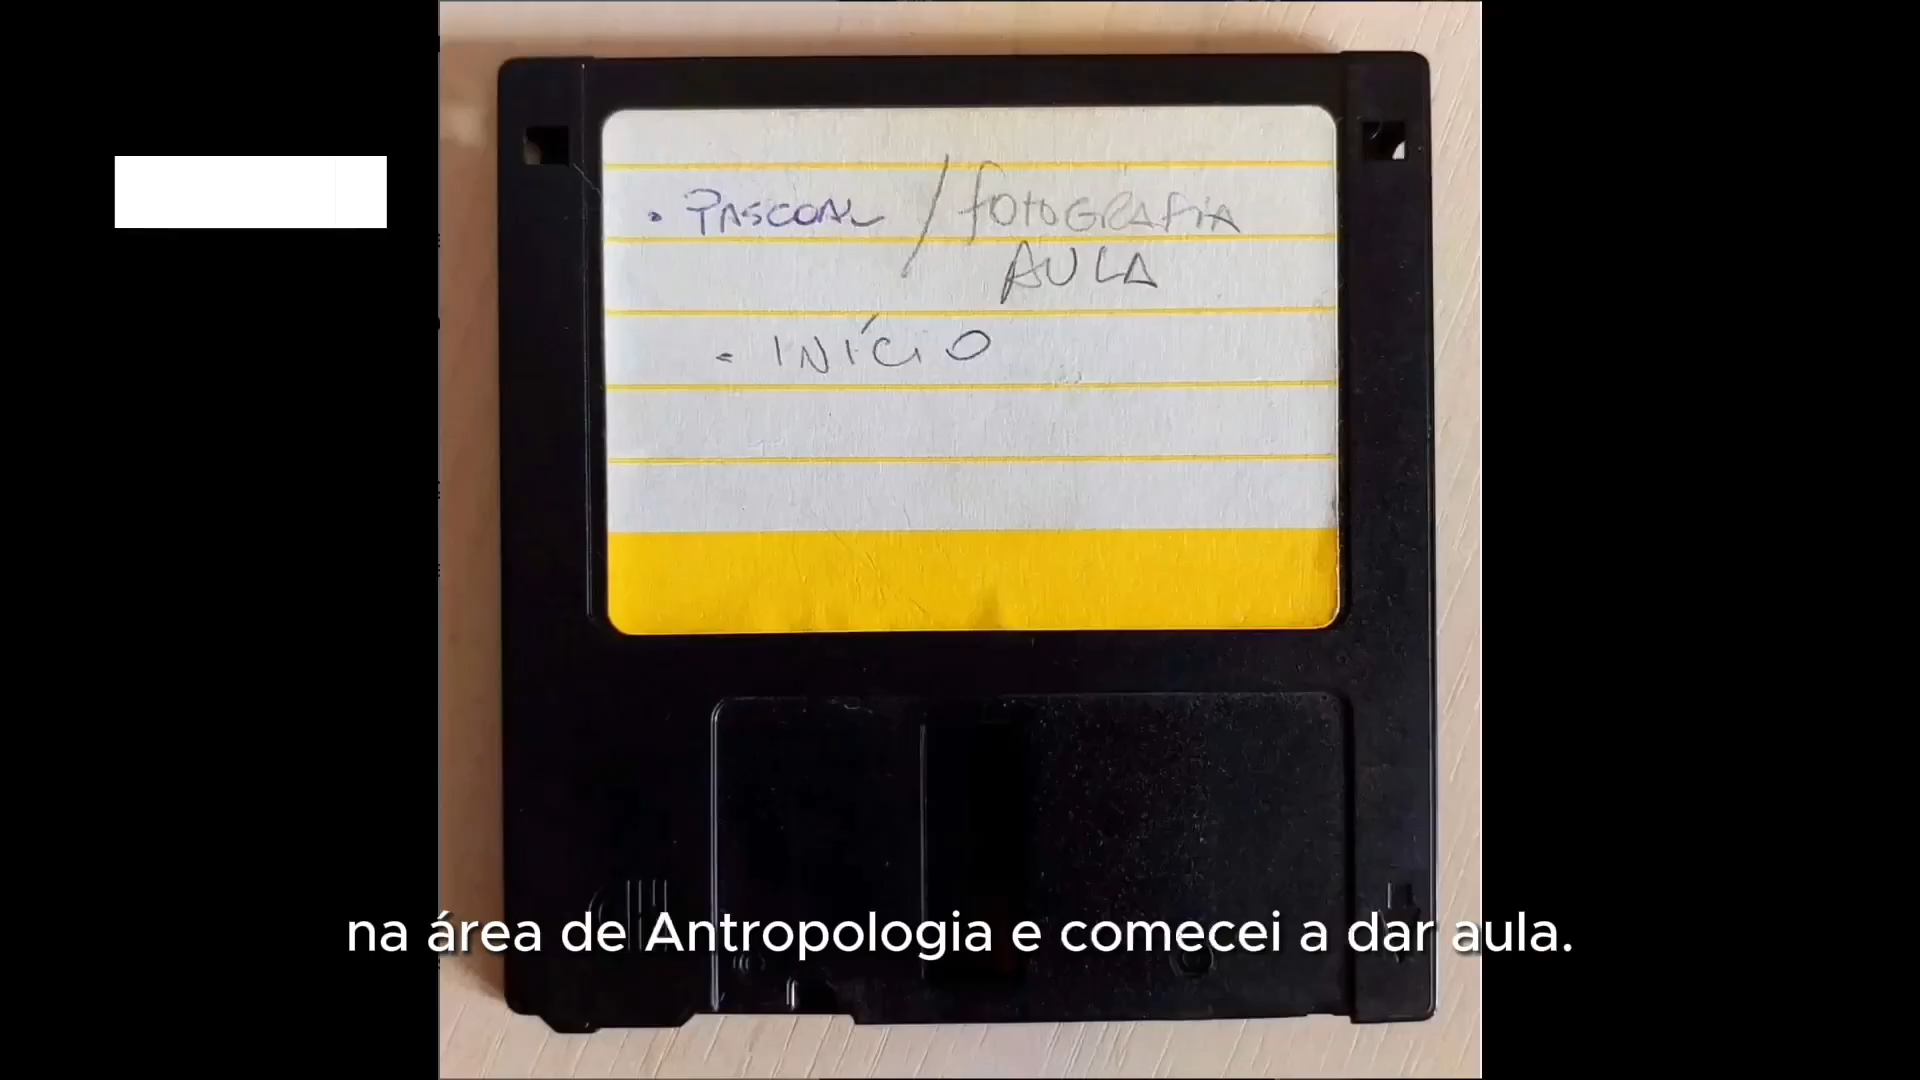 • PASCOAL / fOTOGRAFIA
AULA
• INÍCIO
na área de Antropologia e comecei a dar aula.